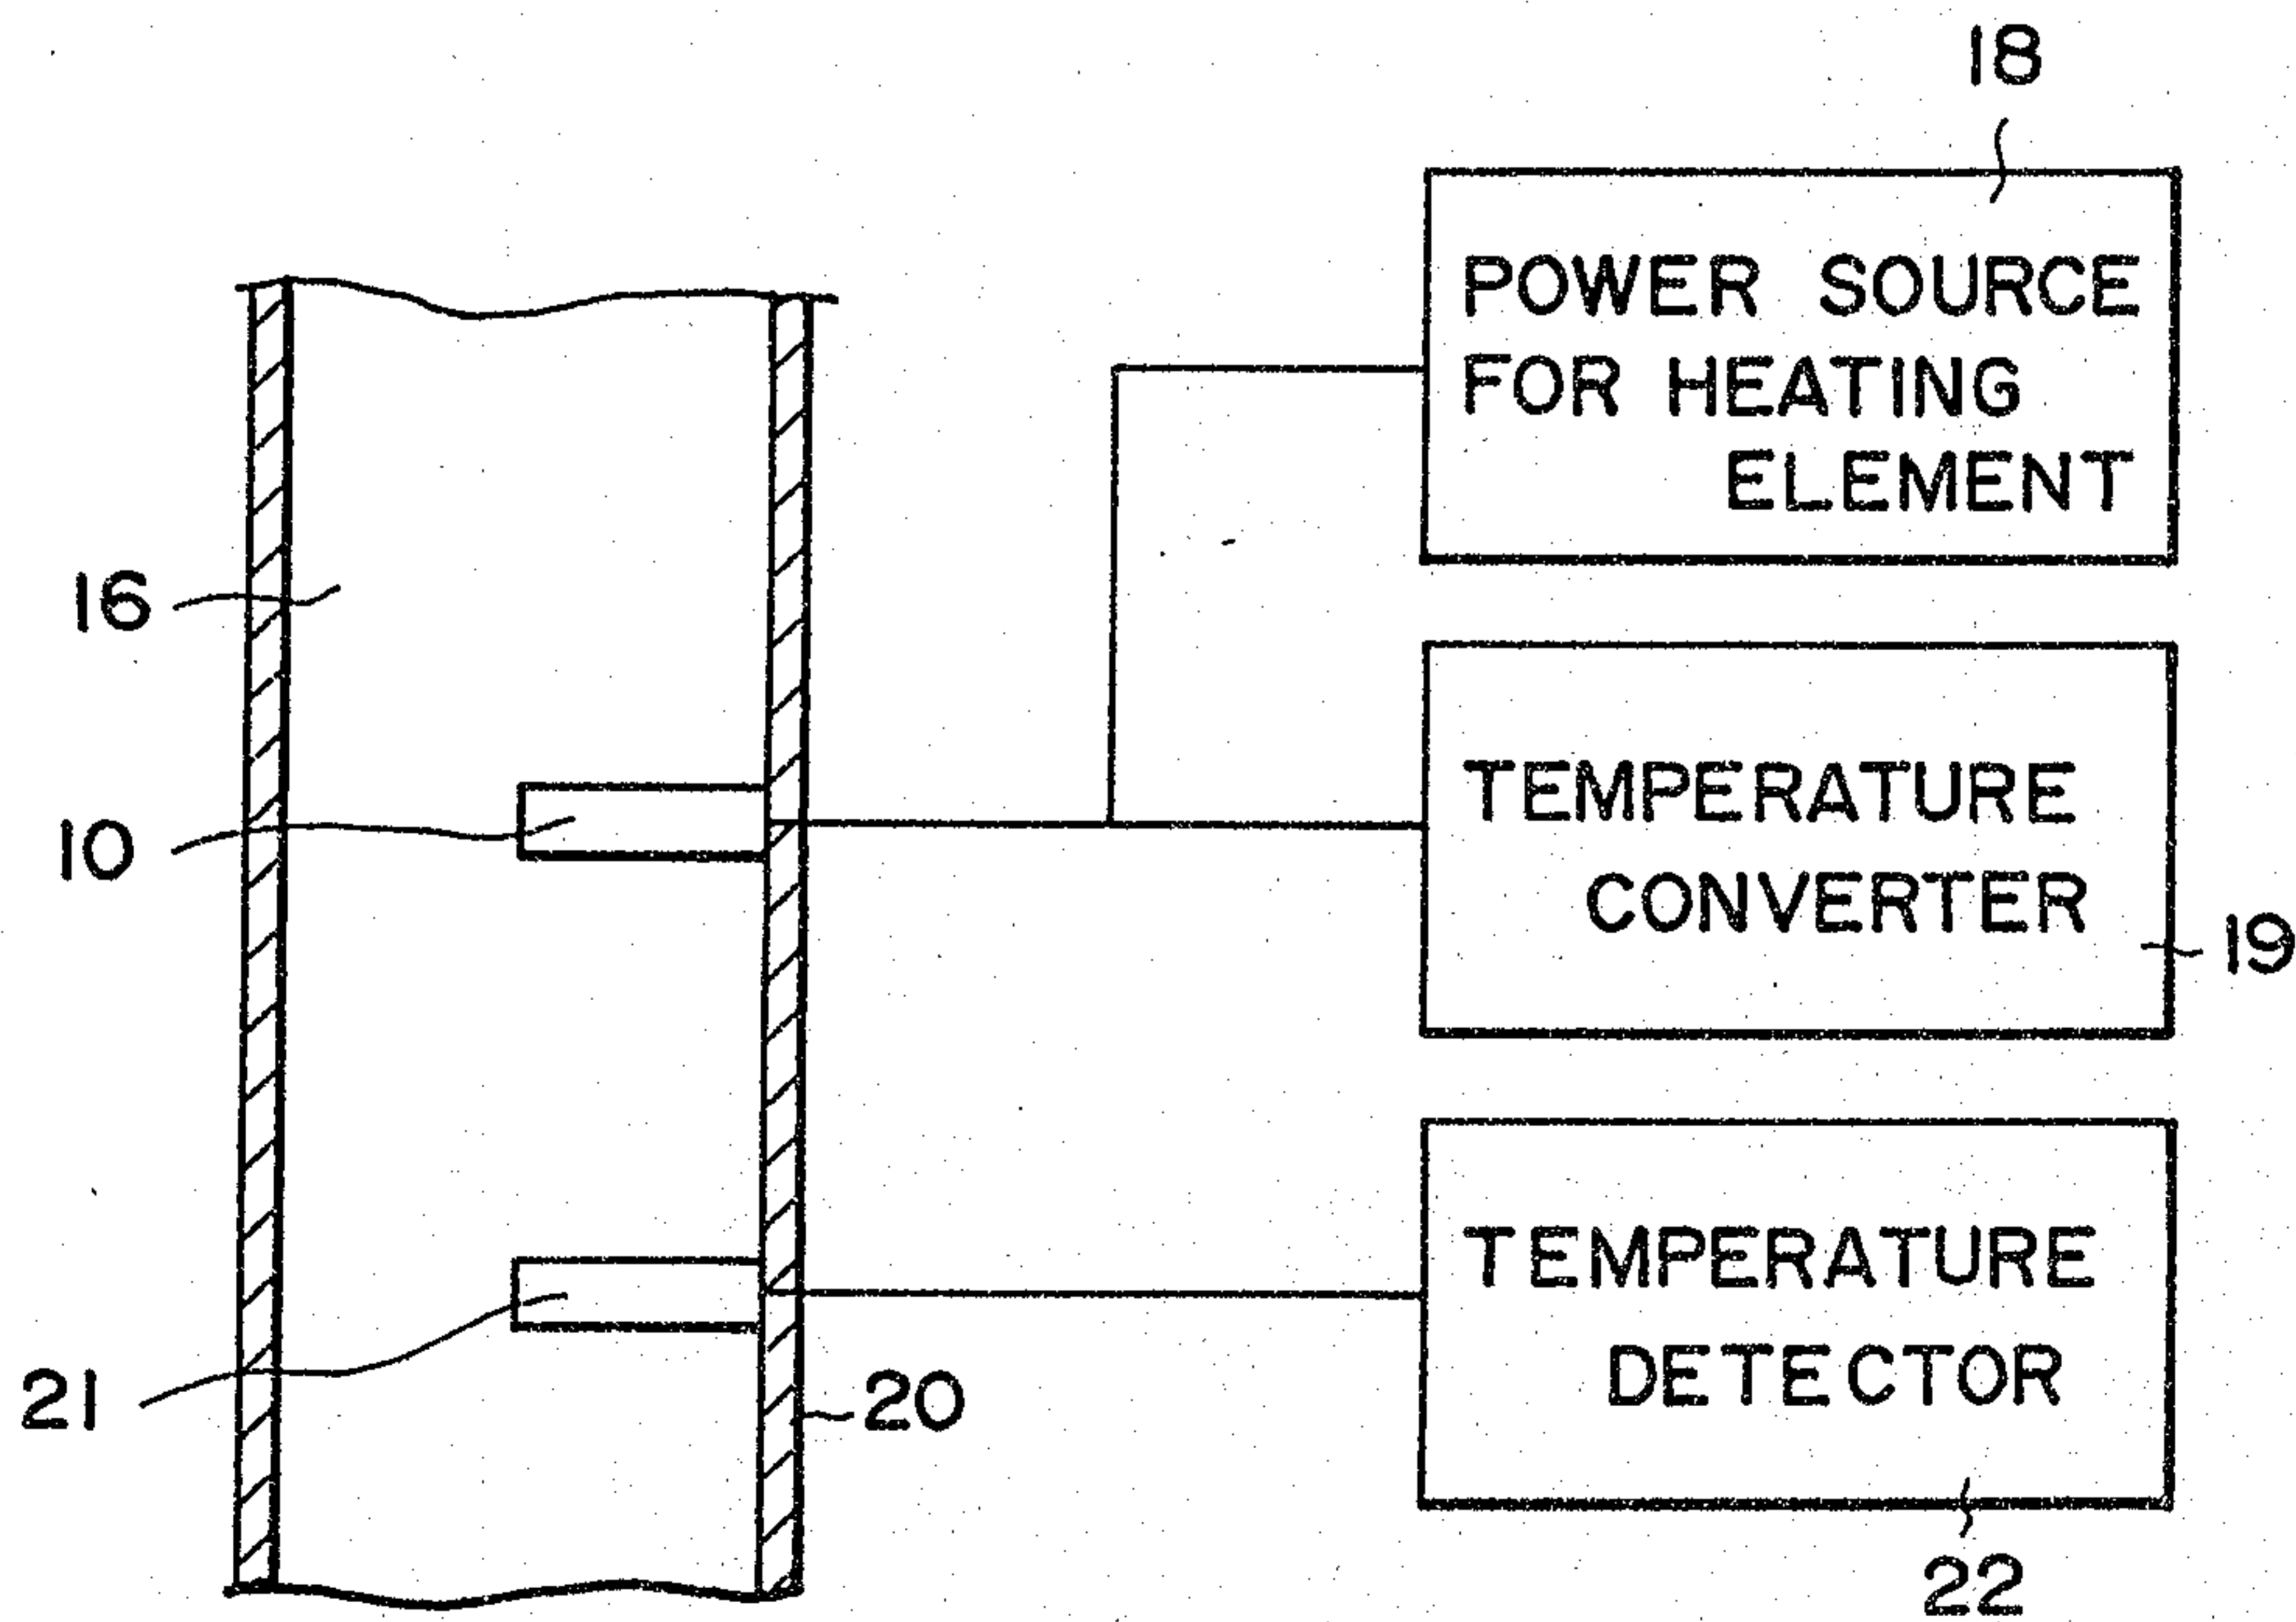 18
POWER SOURCE
FOR HEATING
ELEMENT
16
10
TEMPERATURE
CONVERTER
19
21
20
TEMPERATURE
DETECTOR
22